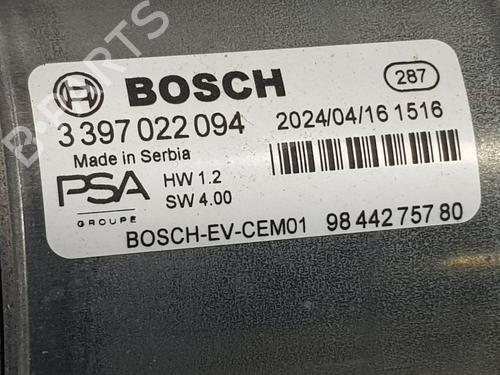 BOSCH
287
3 397 022 094
2024/04/16 1516
Made in Serbia
PSA
GROUPE
HW 1.2
SW 4.00
BOSCH-EV-CEM01
98 442 757 80
B-PARTS